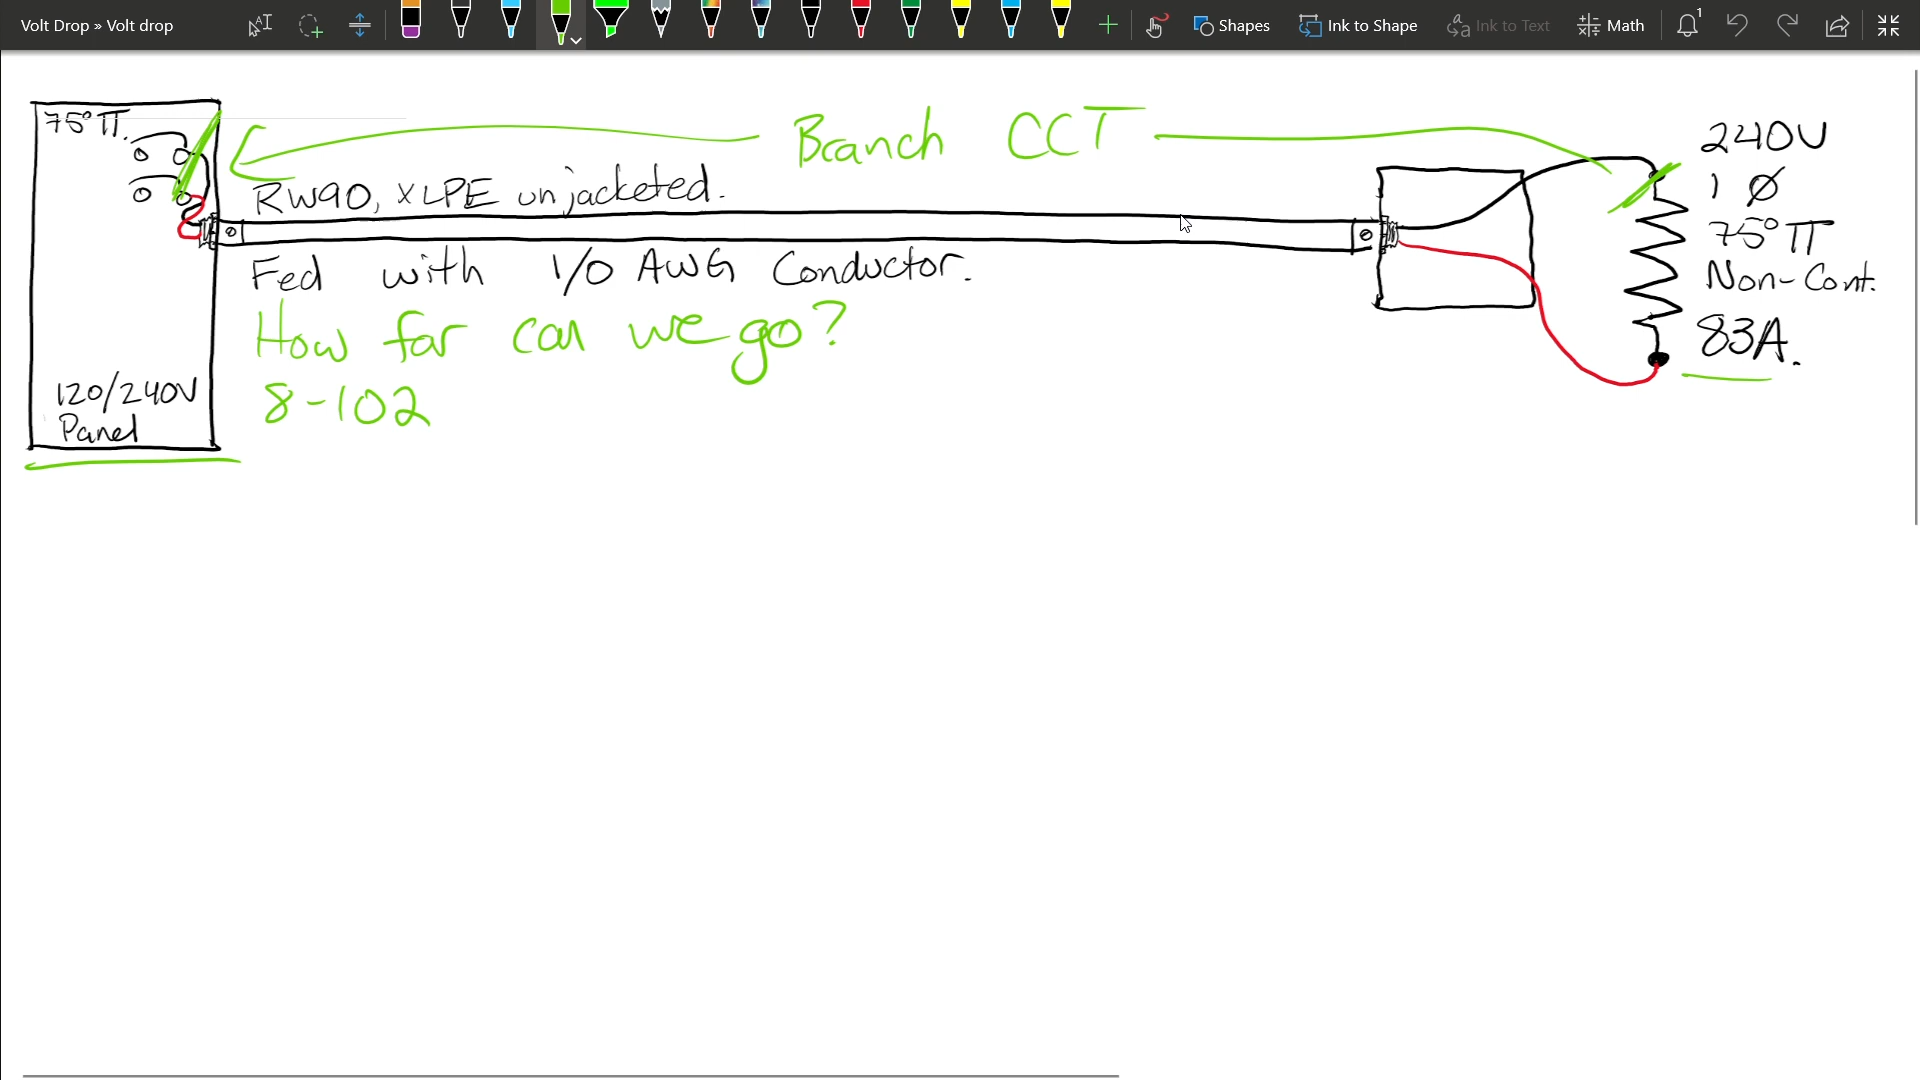 Volt Drop » Volt drop
Shapes
Ink to Shape
Ink to Text
Math
1
75° TT.
Branch CCT
RW90, XLPE unjacketed.
Fed with 1/0 AWG Conductor.
How far can we go?
8-102
120/240V
Panel
240V
1 Ø
75° TT
Non-Cont.
83A.